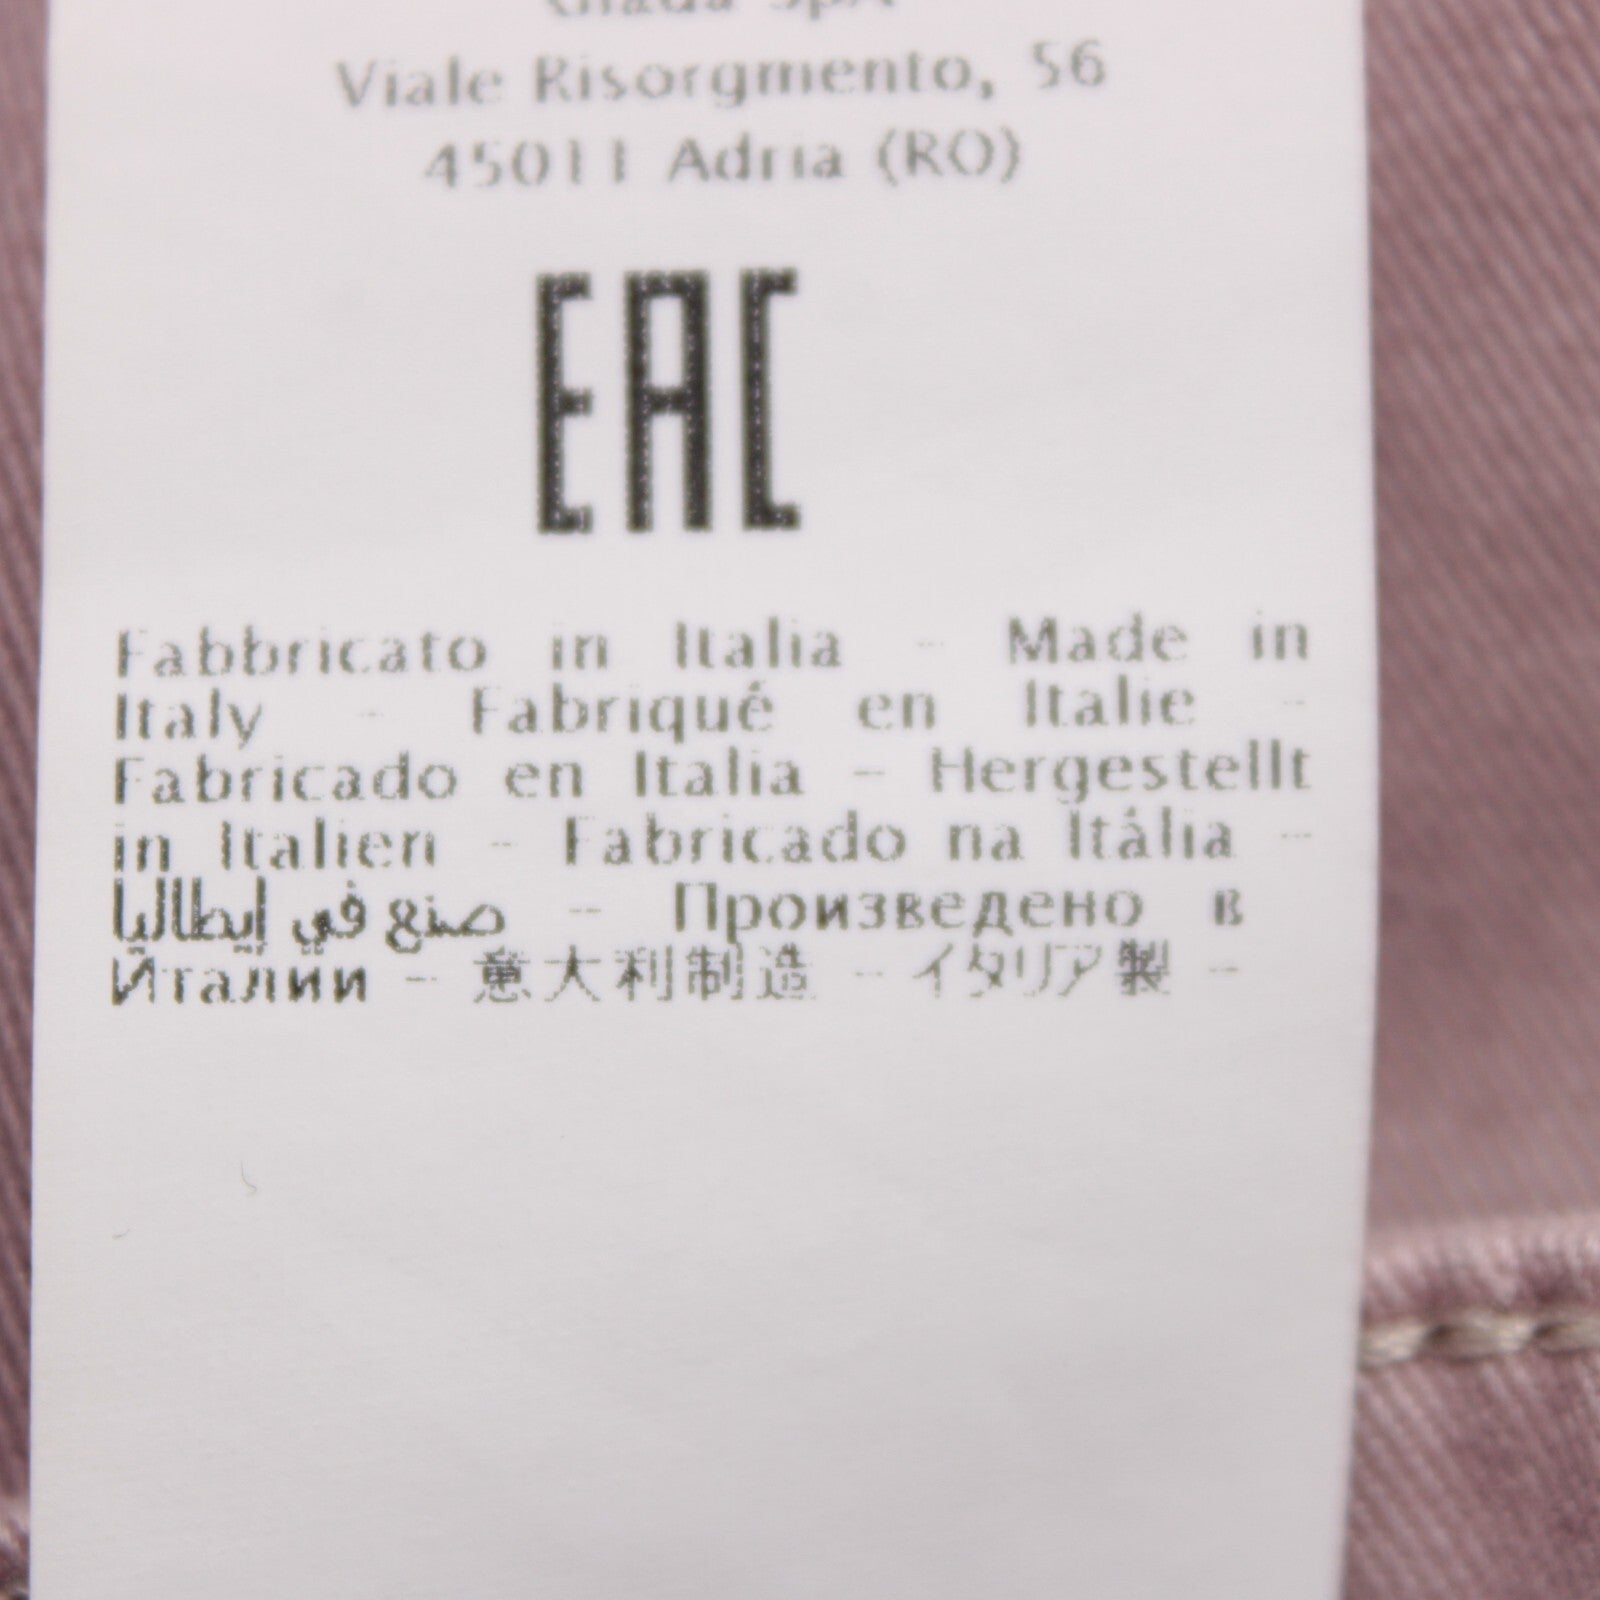 Giada SpA
Viale Risorgmento, 56
45011 Adria (RO)
EAC
Fabbricato in Italia - Made in
Italy - Fabriqué en Italie -
Fabricado en Italia - Hergestellt
in Italien - Fabricado na Itália -
صنع في إيطاليا - Произведено в
Италии - 意大利制造 - イタリア製 -